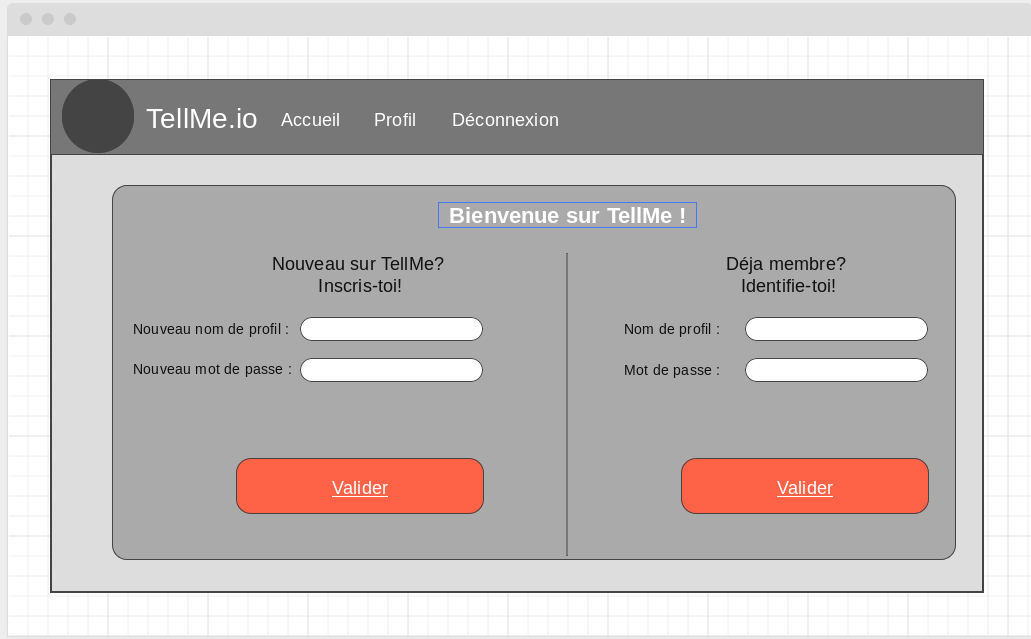 TellMe.io Accueil Profil Déconnexion
Bienvenue sur TellMe !
Nouveau sur TellMe?
Inscris-toi!
Nouveau nom de profil :
Nouveau mot de passe :
Valider
Déja membre?
Identifie-toi!
Nom de profil :
Mot de passe :
Valider